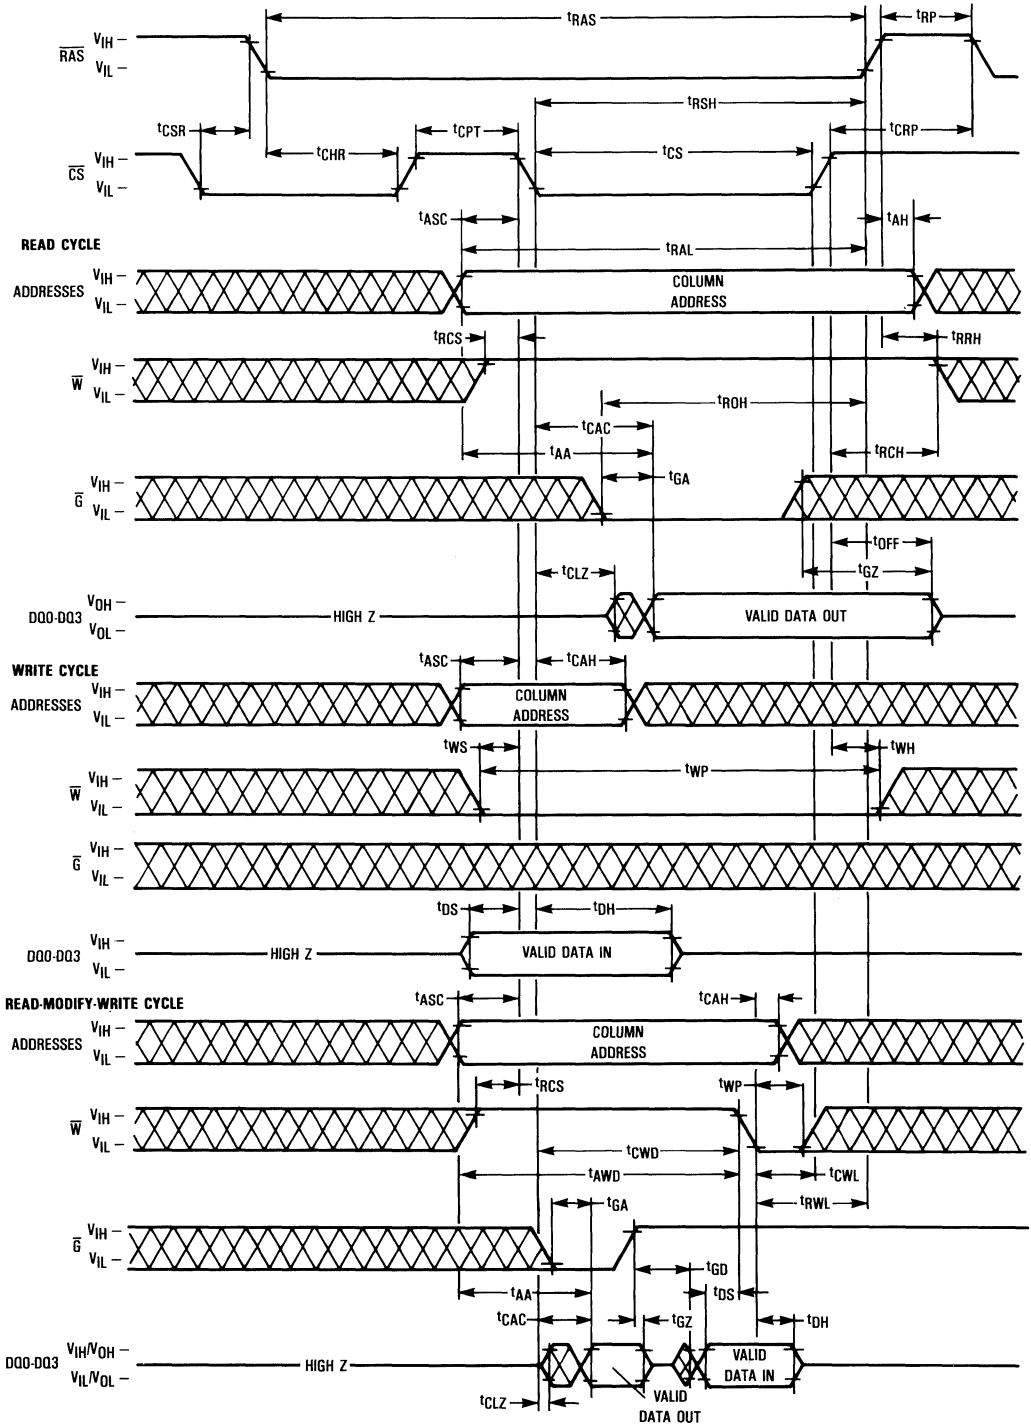 tRAS
tRP
RAS
VIH
VIL
tRSH
tCSR
tCPT
tCRP
tCHR
tCS
CS
VIH
VIL
tASC
tAH
READ CYCLE
tRAL
ADDRESSES
VIH
VIL
COLUMN
ADDRESS
tRCS
tRRH
W
VIH
VIL
tROH
tCAC
tAA
tRCH
tGA
G
VIH
VIL
tOFF
tCLZ
tGZ
DQ0-DQ3
VOH
VOL
HIGH Z
VALID DATA OUT
tASC
tCAH
WRITE CYCLE
ADDRESSES
VIH
VIL
COLUMN
ADDRESS
tWS
tWH
tWP
W
VIH
VIL
G
VIH
VIL
tDS
tDH
DQ0-DQ3
VIH
VIL
HIGH Z
VALID DATA IN
READ-MODIFY-WRITE CYCLE
tASC
tCAH
ADDRESSES
VIH
VIL
COLUMN
ADDRESS
tRCS
tWP
W
VIH
VIL
tCWD
tAWD
tCWL
tGA
tRWL
G
VIH
VIL
tGD
tAA
tDS
tCAC
tGZ
tDH
DQ0-DQ3
VIH/VOH
VIL/VOL
HIGH Z
VALID
DATA IN
tCLZ
VALID
DATA OUT